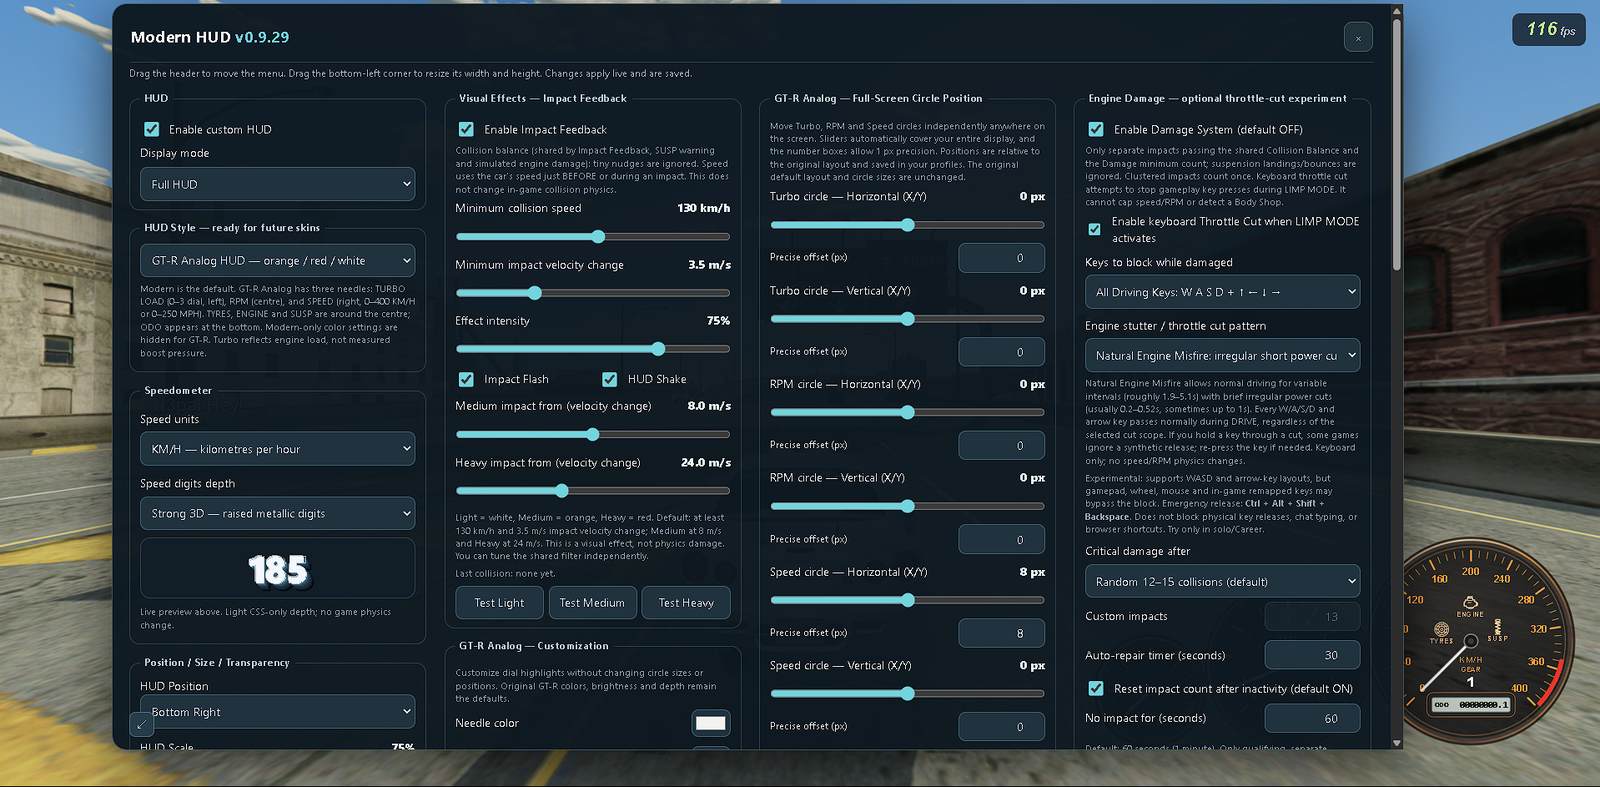 Modern HUD v0.9.29
×
116 fps
Drag the header to move the menu. Drag the bottom-left corner to resize its width and height. Changes apply live and are saved.
HUD
Enable custom HUD
Display mode
Full HUD
HUD Style — ready for future skins
GT-R Analog HUD — orange / red / white
Modern is the default. GT-R Analog has three needles: TURBO
LOAD (0–3 dial, left), RPM (centre), and SPEED (right, 0–400 KM/H
or 0–250 MPH). TYRES, ENGINE and SUSP are around the centre;
ODO appears at the bottom. Modern-only color settings are
hidden for GT-R. Turbo reflects engine load, not measured
boost pressure.
Speedometer
Speed units
KM/H — kilometres per hour
Speed digits depth
Strong 3D — raised metallic digits
185
Live preview above. Light CSS-only depth; no game physics
change.
Position / Size / Transparency
HUD Position
Bottom Right
HUD Scale 75%
Visual Effects — Impact Feedback
Enable Impact Feedback
Collision balance (shared by Impact Feedback, SUSP warning
and simulated engine damage): tiny nudges are ignored. Speed
uses the car's speed just BEFORE or during an impact. This does
not change in-game collision physics.
Minimum collision speed 130 km/h
Minimum impact velocity change 3.5 m/s
Effect intensity 75%
Impact Flash HUD Shake
Medium impact from (velocity change) 8.0 m/s
Heavy impact from (velocity change) 24.0 m/s
Light = white, Medium = orange, Heavy = red. Default: at least
130 km/h and 3.5 m/s impact velocity change; Medium at 8 m/s
and Heavy at 24 m/s. This is a visual effect, not physics damage.
You can tune the shared filter independently.
Last collision: none yet.
Test Light Test Medium Test Heavy
GT-R Analog — Customization
Customize dial highlights without changing circle sizes or
positions. Original GT-R colors, brightness and depth remain
the defaults.
Needle color
GT-R Analog — Full-Screen Circle Position
Move Turbo, RPM and Speed circles independently anywhere on
the screen. Sliders automatically cover your entire display, and
the number boxes allow 1 px precision. Positions are relative to
the original layout and saved in your profiles. The original
default layout and circle sizes are unchanged.
Turbo circle — Horizontal (X/Y) 0 px
Precise offset (px) 0
Turbo circle — Vertical (X/Y) 0 px
Precise offset (px) 0
RPM circle — Horizontal (X/Y) 0 px
Precise offset (px) 0
RPM circle — Vertical (X/Y) 0 px
Precise offset (px) 0
Speed circle — Horizontal (X/Y) 8 px
Precise offset (px) 8
Speed circle — Vertical (X/Y) 0 px
Precise offset (px) 0
Engine Damage — optional throttle-cut experiment
Enable Damage System (default OFF)
Only separate impacts passing the shared Collision Balance and
the Damage minimum count; suspension landings/bounces are
ignored. Clustered impacts count once. Keyboard throttle cut
attempts to stop gameplay key presses during LIMP MODE. It
cannot cap speed/RPM or detect a Body Shop.
Enable keyboard Throttle Cut when LIMP MODE
activates
Keys to block while damaged
All Driving Keys: W A S D + ↑ ← ↓ →
Engine stutter / throttle cut pattern
Natural Engine Misfire: irregular short power cu
Natural Engine Misfire allows normal driving for variable
intervals (roughly 1.9–5.1s) with brief irregular power cuts
(usually 0.2–0.52s, sometimes up to 1s). Every W/A/S/D and
arrow key passes normally during DRIVE, regardless of the
selected cut scope. If you hold a key through a cut, some games
ignore a synthetic release; re-press the key if needed. Keyboard
only; no speed/RPM physics changes.
Experimental: supports WASD and arrow-key layouts, but
gamepad, wheel, mouse and in-game remapped keys may
bypass the block. Emergency release: Ctrl + Alt + Shift +
Backspace. Does not block physical key releases, chat typing, or
browser shortcuts. Try only in solo/Career.
Critical damage after
Random 12–15 collisions (default)
Custom impacts 13
Auto-repair timer (seconds) 30
Reset impact count after inactivity (default ON)
No impact for (seconds) 60
Default: 60 seconds (1 minute). Only qualifying, separate
120 160 200 240 280 320 360 400
ENGINE
TYRES SUSP
KM/H
GEAR
1
0 0
ODO 00000000.1